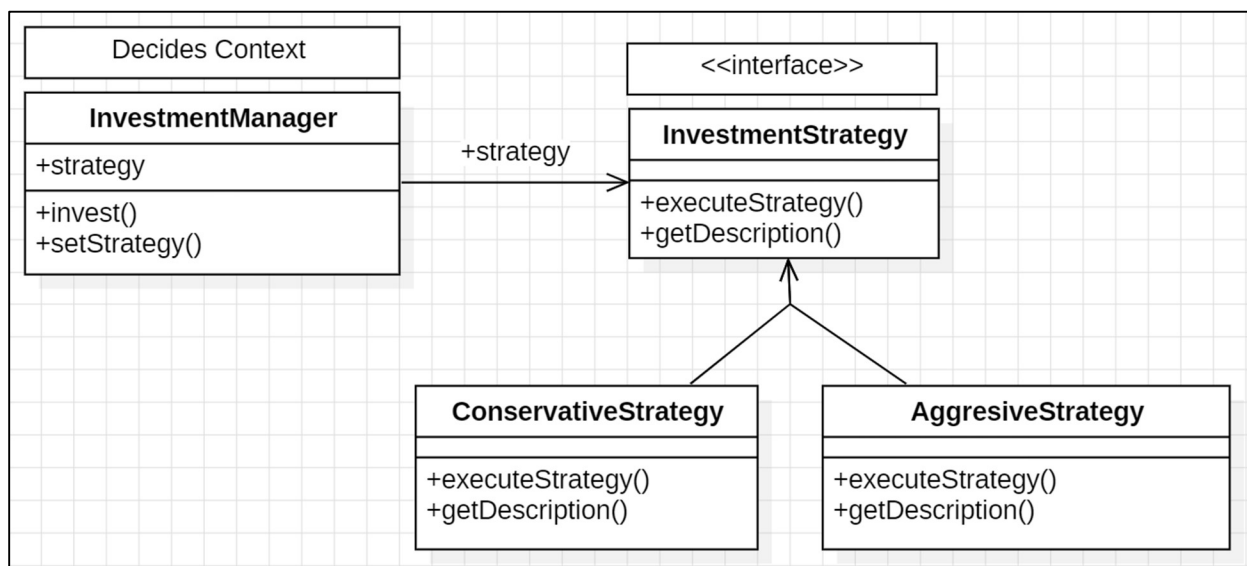 Decides Context
InvestmentManager
+strategy
+invest()
+setStrategy()
+strategy
<<interface>>
InvestmentStrategy
+executeStrategy()
+getDescription()
ConservativeStrategy
+executeStrategy()
+getDescription()
AggresiveStrategy
+executeStrategy()
+getDescription()